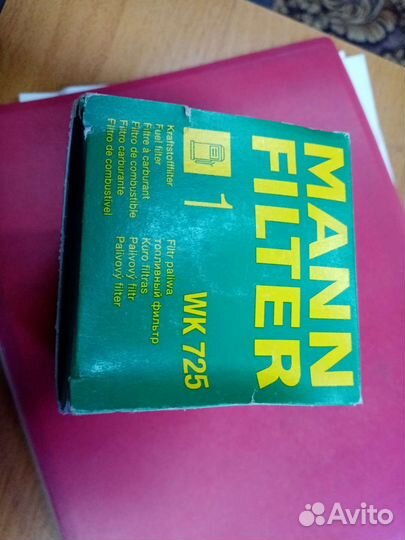 MANN
FILTER
1
Kraftstofffilter
Fuel filter
Filtre à carburant
Filtro de combustible
Filtro carburante
Filtro de combustível
Filtr paliwa
топливный фильтр
Kuro filtras
Palivový filtr
Palivový filter
WK 725
Avito